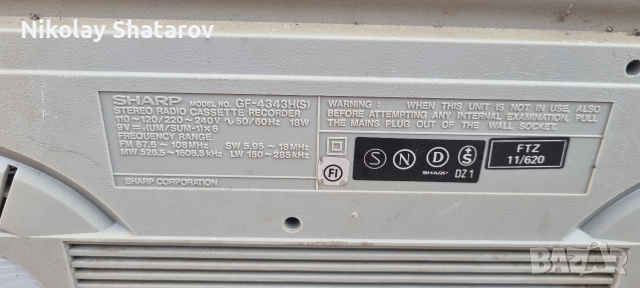 Nikolay Shatarov
SHARP MODEL NO. GF-4343H(S)
STEREO RADIO CASSETTE RECORDER
110~120/220~240V ∿ 50/60Hz 18W
9V ⎓ (UM/SUM-1)×6
FREQUENCY RANGE
FM 87.6 ~ 108MHz SW 5.95 ~ 18MHz
MW 526.5~1606.5kHz LW 150~285kHz
SHARP CORPORATION
WARNING : WHEN THIS UNIT IS NOT IN USE, ALSO
BEFORE ATTEMPTING ANY INTERNAL EXAMINATION, PULL
THE MAINS PLUG OUT OF THE WALL SOCKET.
FI
S N D S
SHARP DZ1
FTZ
11/620
BAZAR